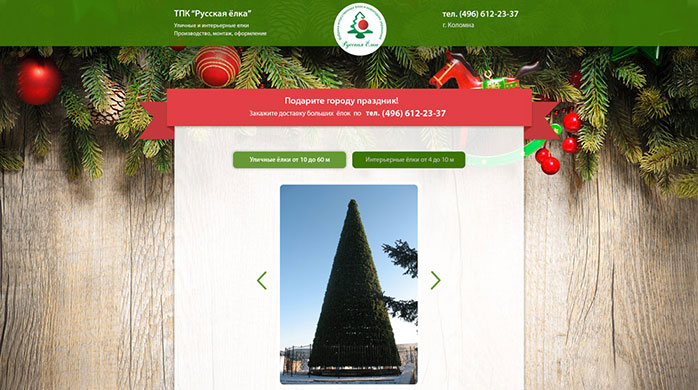 ТПК "Русская ёлка"
Уличные и интерьерные елки
Производство, монтаж, оформление
Русская Елка
тел. (496) 612-23-37
г. Коломна
Подарите городу праздник!
Закажите доставку больших ёлок по тел. (496) 612-23-37
Уличные ёлки от 10 до 60 м
Интерьерные ёлки от 4 до 10 м